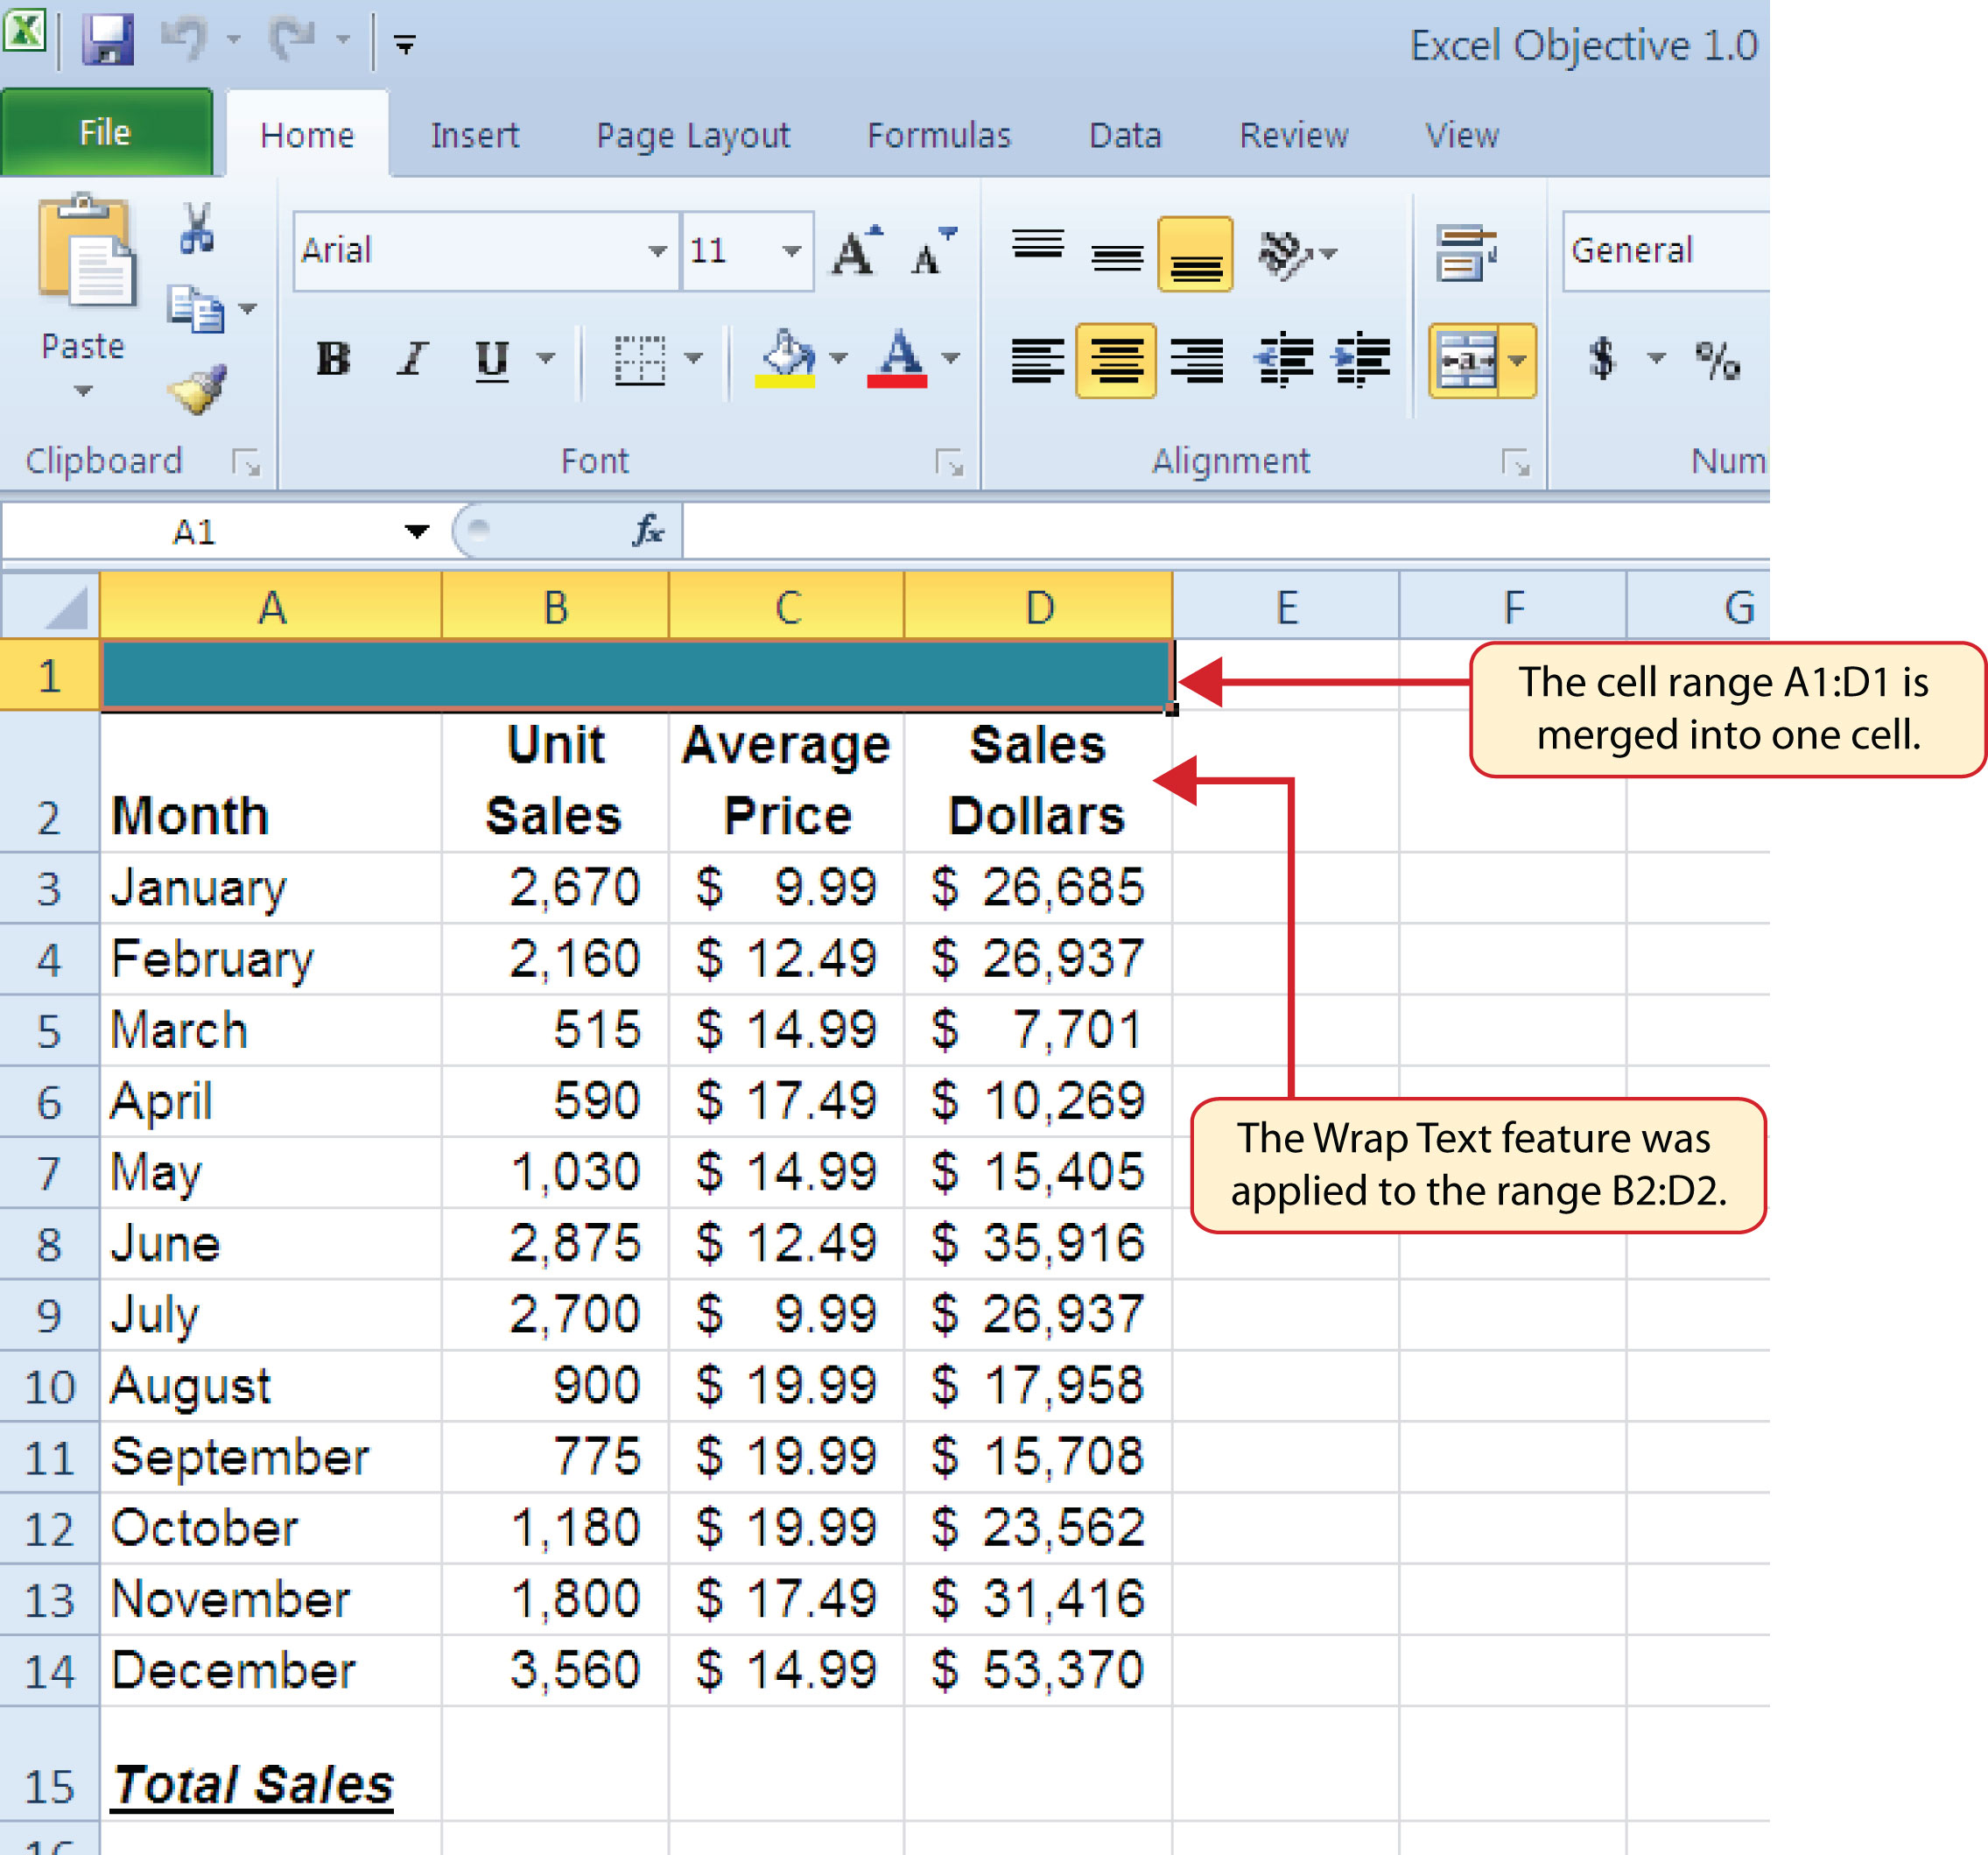 Excel Objective 1.0
File Home Insert Page Layout Formulas Data Review View
Arial 11 General
Paste
B I U $ %
Clipboard Font Alignment Num
A1 fx
A B C D E F G
1
The cell range A1:D1 is
merged into one cell.
Unit Average Sales
2 Month Sales Price Dollars
3 January 2,670 $ 9.99 $ 26,685
4 February 2,160 $ 12.49 $ 26,937
5 March 515 $ 14.99 $ 7,701
6 April 590 $ 17.49 $ 10,269
The Wrap Text feature was
applied to the range B2:D2.
7 May 1,030 $ 14.99 $ 15,405
8 June 2,875 $ 12.49 $ 35,916
9 July 2,700 $ 9.99 $ 26,937
10 August 900 $ 19.99 $ 17,958
11 September 775 $ 19.99 $ 15,708
12 October 1,180 $ 19.99 $ 23,562
13 November 1,800 $ 17.49 $ 31,416
14 December 3,560 $ 14.99 $ 53,370
15 Total Sales
16